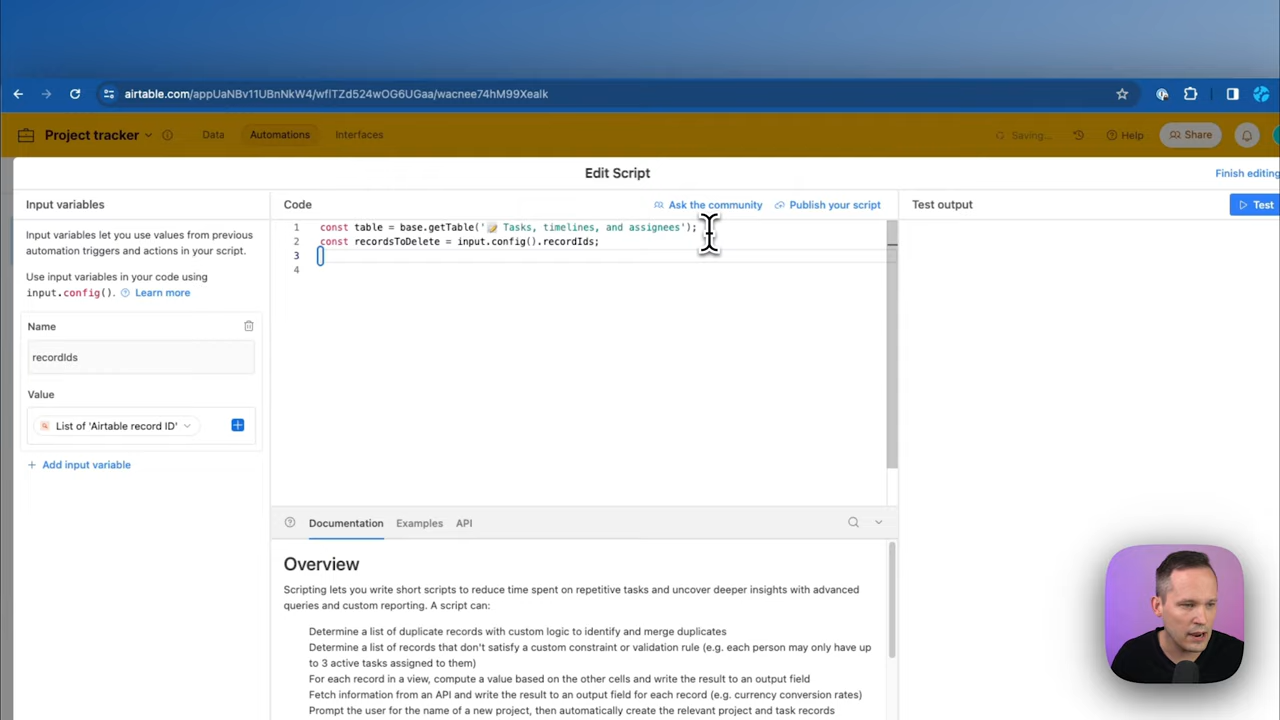 airtable.com/appUaNBv11UBnNkW4/wflTZd524wOG6UGaa/wacnee74hM99Xealk
Project tracker
Data
Automations
Interfaces
Saving...
Help
Share
Edit Script
Finish editing
Input variables
Code
Ask the community
Publish your script
Test output
Test
Input variables let you use values from previous
automation triggers and actions in your script.
Use input variables in your code using
input.config(). Learn more
Name
recordIds
Value
List of 'Airtable record ID'
+ Add input variable
1 const table = base.getTable('📝 Tasks, timelines, and assignees');
2 const recordsToDelete = input.config().recordIds;
3
4
Documentation
Examples
API
Overview
Scripting lets you write short scripts to reduce time spent on repetitive tasks and uncover deeper insights with advanced
queries and custom reporting. A script can:
Determine a list of duplicate records with custom logic to identify and merge duplicates
Determine a list of records that don't satisfy a custom constraint or validation rule (e.g. each person may only have up
to 3 active tasks assigned to them)
For each record in a view, compute a value based on the other cells and write the result to an output field
Fetch information from an API and write the result to an output field for each record (e.g. currency conversion rates)
Prompt the user for the name of a new project, then automatically create the relevant project and task records